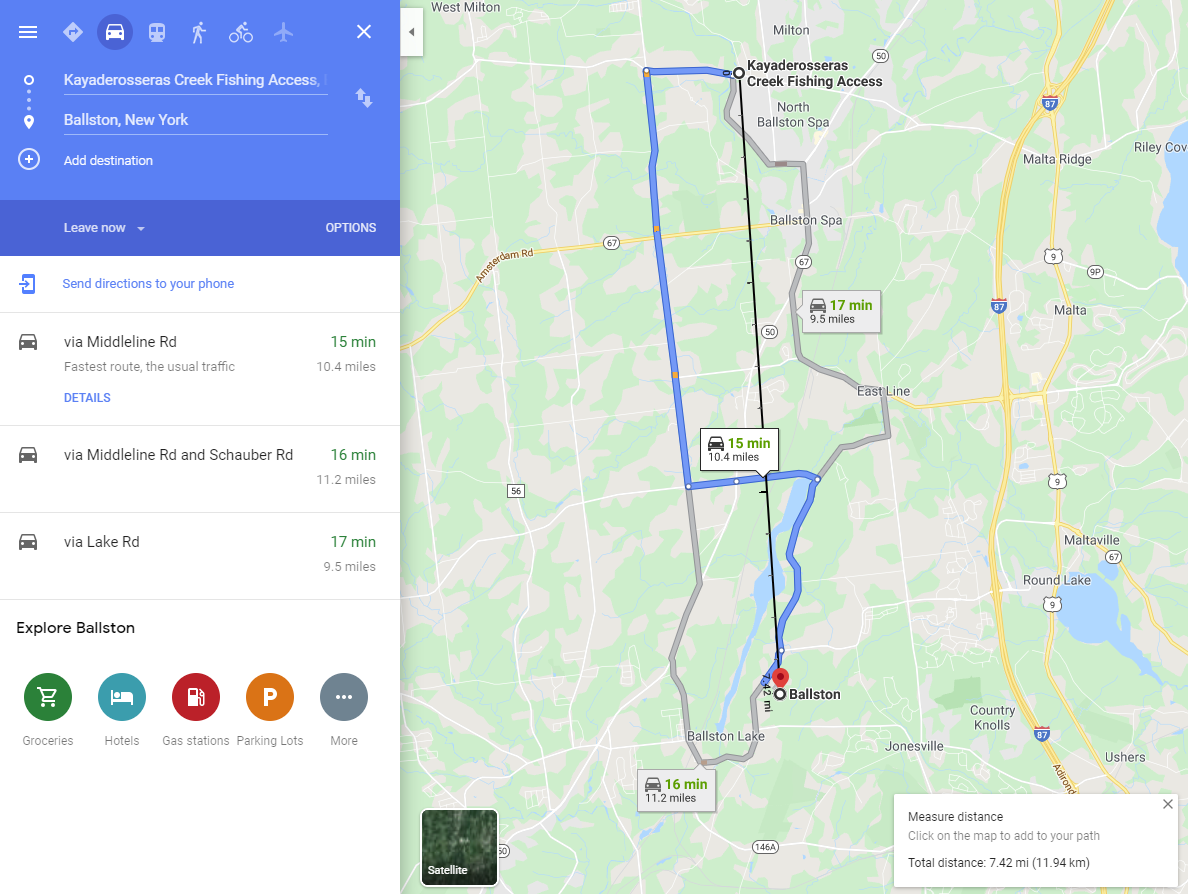 Kayaderosseras Creek Fishing Access,
Ballston, New York
Add destination
Leave now
OPTIONS
Send directions to your phone
via Middleline Rd
15 min
Fastest route, the usual traffic
10.4 miles
DETAILS
via Middleline Rd and Schauber Rd
16 min
11.2 miles
via Lake Rd
17 min
9.5 miles
Explore Ballston
P
Groceries
Hotels
Gas stations
Parking Lots
More
West Milton
Milton
50
Kayaderosseras
Creek Fishing Access
87
North
Ballston Spa
Malta Ridge
Riley Cov
Ballston Spa
67
Amsterdam Rd
67
9
9P
17 min
9.5 miles
87
Malta
50
East Line
15 min
10.4 miles
56
9
Maltaville
67
Round Lake
9
7.42 mi
Ballston
Country
Knolls
87
Ballston Lake
Jonesville
Ushers
Adirond
16 min
11.2 miles
146A
50
Satellite
Measure distance
Click on the map to add to your path
Total distance: 7.42 mi (11.94 km)